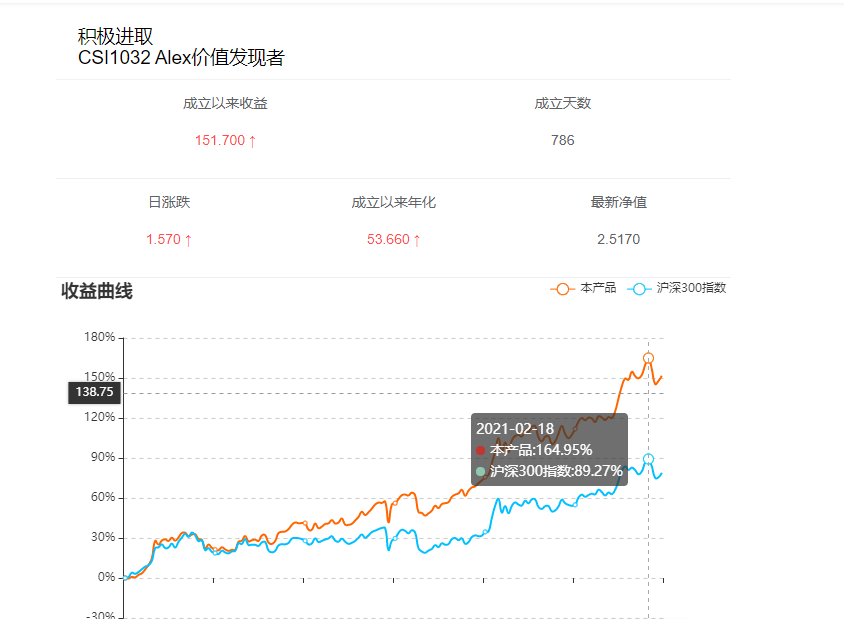 积极进取
CSI1032 Alex价值发现者
成立以来收益 成立天数
151.700 ↑ 786
日涨跌 成立以来年化 最新净值
1.570 ↑ 53.660 ↑ 2.5170
收益曲线
本产品 沪深300指数
180%
150%
138.75
120%
2021-02-18
90%
本产品:164.95%
沪深300指数:89.27%
60%
30%
0%
-30%